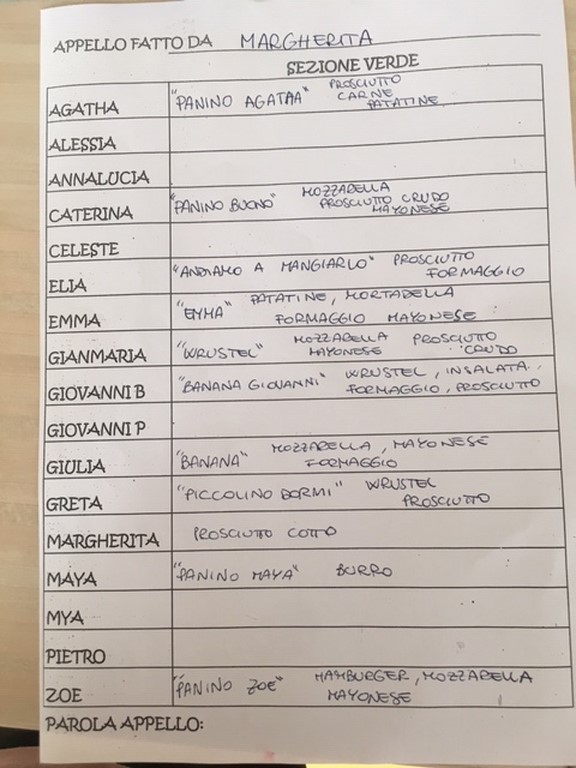 APPELLO FATTO DA MARGHERITA
SEZIONE VERDE
AGATHA "PANINO AGATHA" PROSCIUTTO
CARNE
PATATINE
ALESSIA
ANNALUCIA
CATERINA "PANINO BUONO" MOZZARELLA
PROSCIUTTO CRUDO
MAYONESE
CELESTE
ELIA "ANDIAMO A MANGIARLO" PROSCIUTTO
FORMAGGIO
EMMA "EMMA" PATATINE, MORTADELLA
FORMAGGIO MAYONESE
GIANMARIA "WRUSTEL" MOZZARELLA PROSCIUTTO
MAYONESE CRUDO
GIOVANNI B "BANANA GIOVANNI" WRUSTEL, INSALATA,
FORMAGGIO, PROSCIUTTO
GIOVANNI P
GIULIA "BANANA" MOZZARELLA, MAYONESE
FORMAGGIO
GRETA "PICCOLINO DORMI" WRUSTEL
PROSCIUTTO
MARGHERITA PROSCIUTTO COTTO
MAYA "PANINO MAYA" BURRO
MYA
PIETRO
ZOE "PANINO ZOE" HAMBURGER, MOZZARELLA
MAYONESE
PAROLA APPELLO: